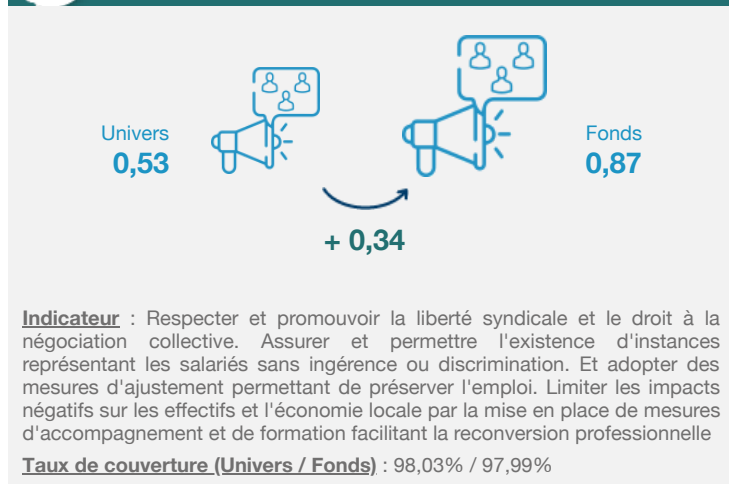 Univers
0,53
Fonds
0,87
+ 0,34
Indicateur : Respecter et promouvoir la liberté syndicale et le droit à la
négociation collective. Assurer et permettre l'existence d'instances
représentant les salariés sans ingérence ou discrimination. Et adopter des
mesures d'ajustement permettant de préserver l'emploi. Limiter les impacts
négatifs sur les effectifs et l'économie locale par la mise en place de mesures
d'accompagnement et de formation facilitant la reconversion professionnelle
Taux de couverture (Univers / Fonds) : 98,03% / 97,99%